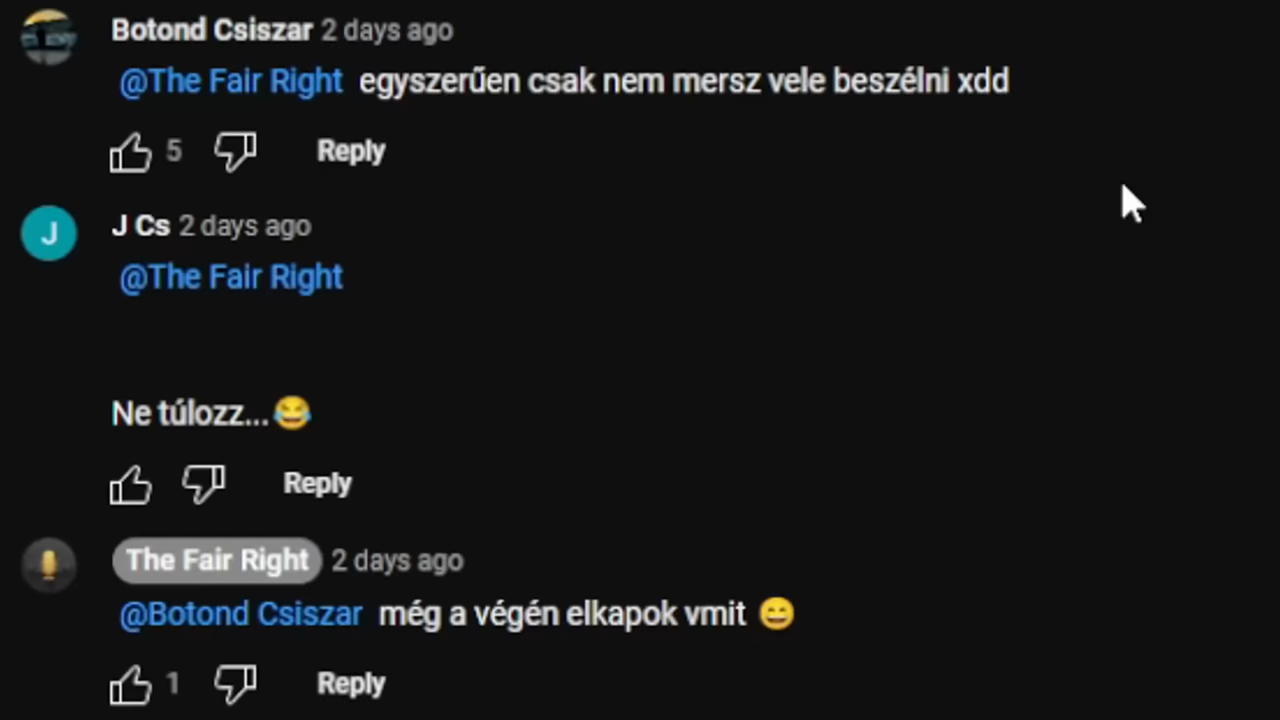 Botond Csiszar 2 days ago
@The Fair Right egyszerűen csak nem mersz vele beszélni xdd
5 Reply
J
J Cs 2 days ago
@The Fair Right
Ne túlozz...😂
Reply
The Fair Right 2 days ago
@Botond Csiszar még a végén elkapok vmit 😄
1 Reply